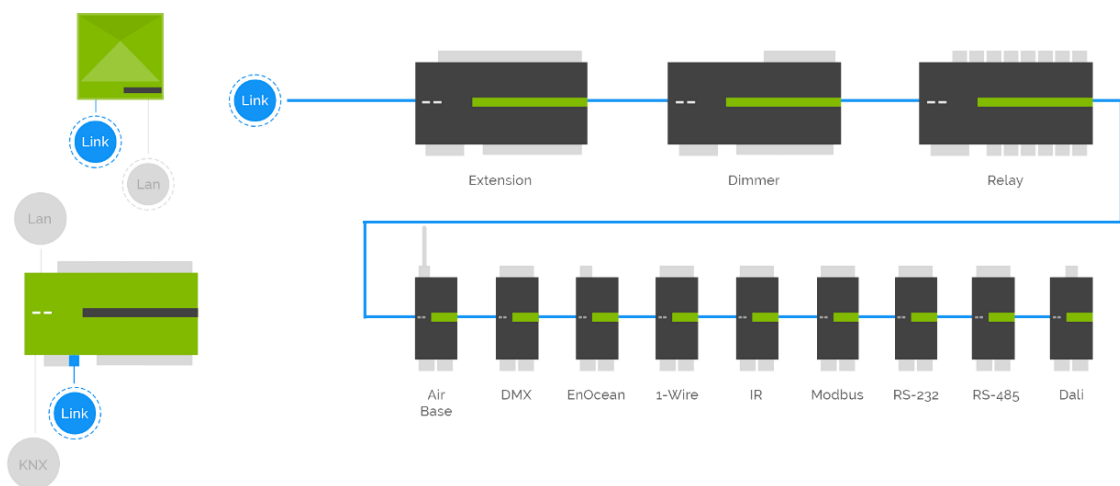 Link
Lan
Lan
Link
KNX
Link
Extension
Dimmer
Relay
Air
Base
DMX
EnOcean
1-Wire
IR
Modbus
RS-232
RS-485
Dali